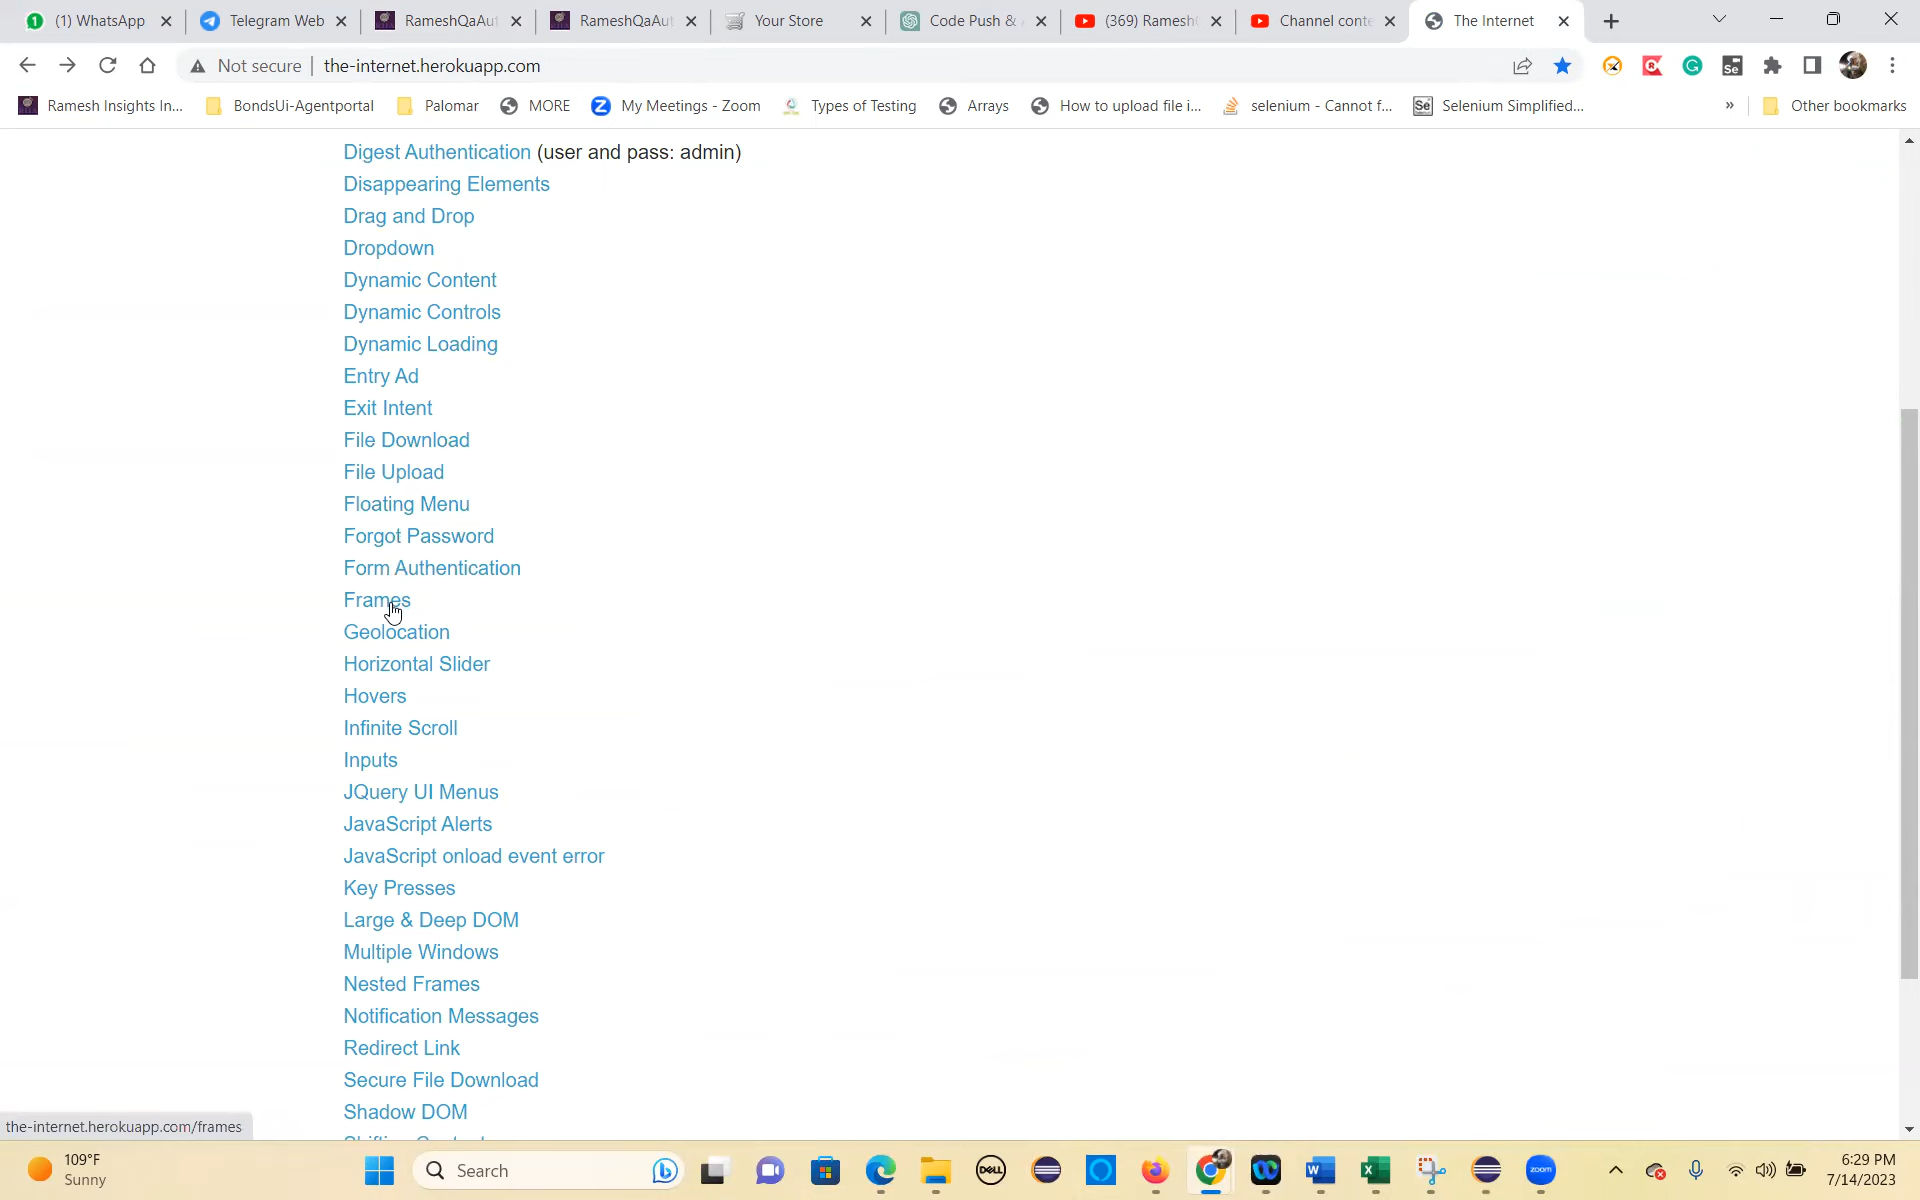 (1) WhatsApp
Telegram Web
RameshQaAut
RameshQaAut
Your Store
Code Push &
(369) Ramesh
Channel conte
The Internet
Not secure
the-internet.herokuapp.com
Ramesh Insights In...
BondsUi-Agentportal
Palomar
MORE
My Meetings - Zoom
Types of Testing
Arrays
How to upload file i...
selenium - Cannot f...
Se
Selenium Simplified...
»
Other bookmarks
Digest Authentication (user and pass: admin)
Disappearing Elements
Drag and Drop
Dropdown
Dynamic Content
Dynamic Controls
Dynamic Loading
Entry Ad
Exit Intent
File Download
File Upload
Floating Menu
Forgot Password
Form Authentication
Frames
Geolocation
Horizontal Slider
Hovers
Infinite Scroll
Inputs
JQuery UI Menus
JavaScript Alerts
JavaScript onload event error
Key Presses
Large & Deep DOM
Multiple Windows
Nested Frames
Notification Messages
Redirect Link
Secure File Download
Shadow DOM
the-internet.herokuapp.com/frames
109°F
Sunny
Search
DELL
zoom
6:29 PM
7/14/2023